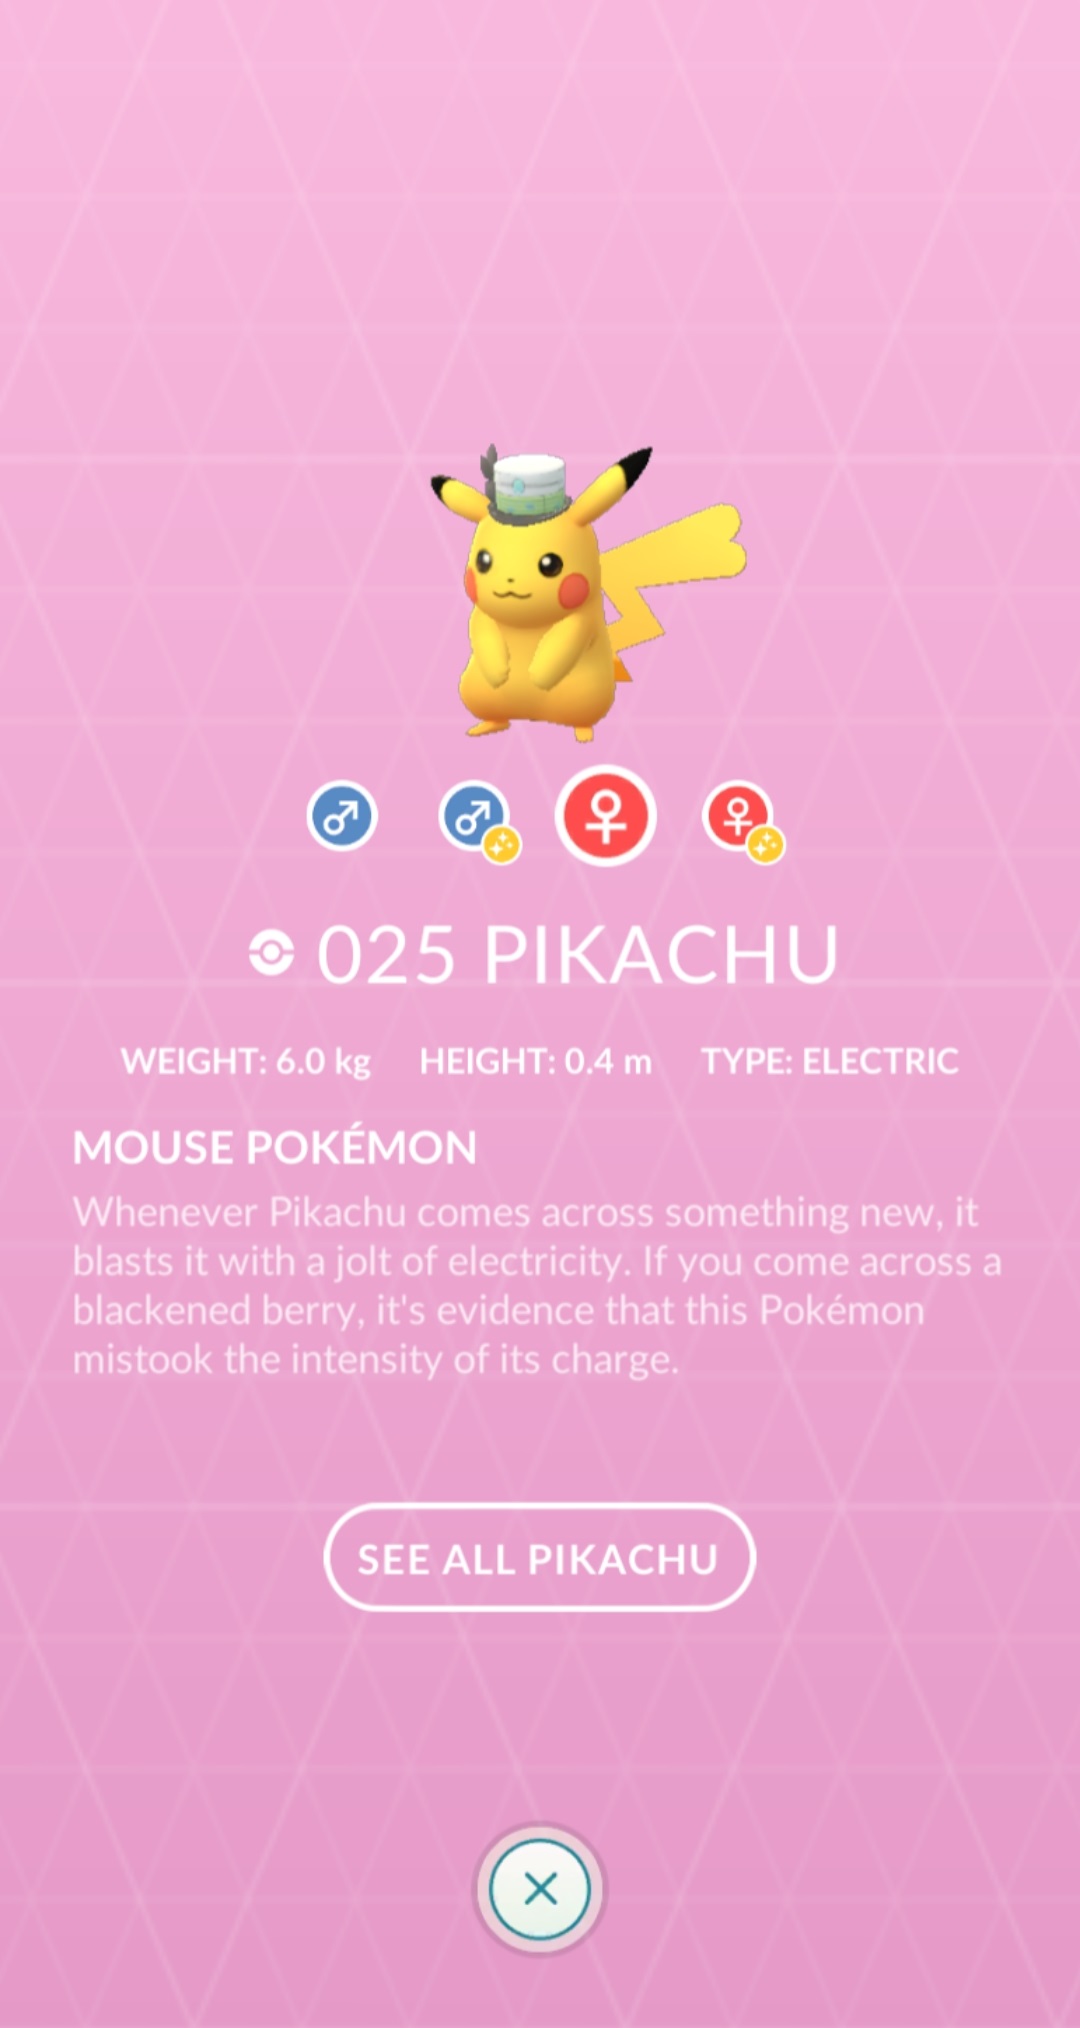 025 PIKACHU
WEIGHT: 6.0 kg HEIGHT: 0.4 m TYPE: ELECTRIC
MOUSE POKÉMON
Whenever Pikachu comes across something new, it
blasts it with a jolt of electricity. If you come across a
blackened berry, it's evidence that this Pokémon
mistook the intensity of its charge.
SEE ALL PIKACHU